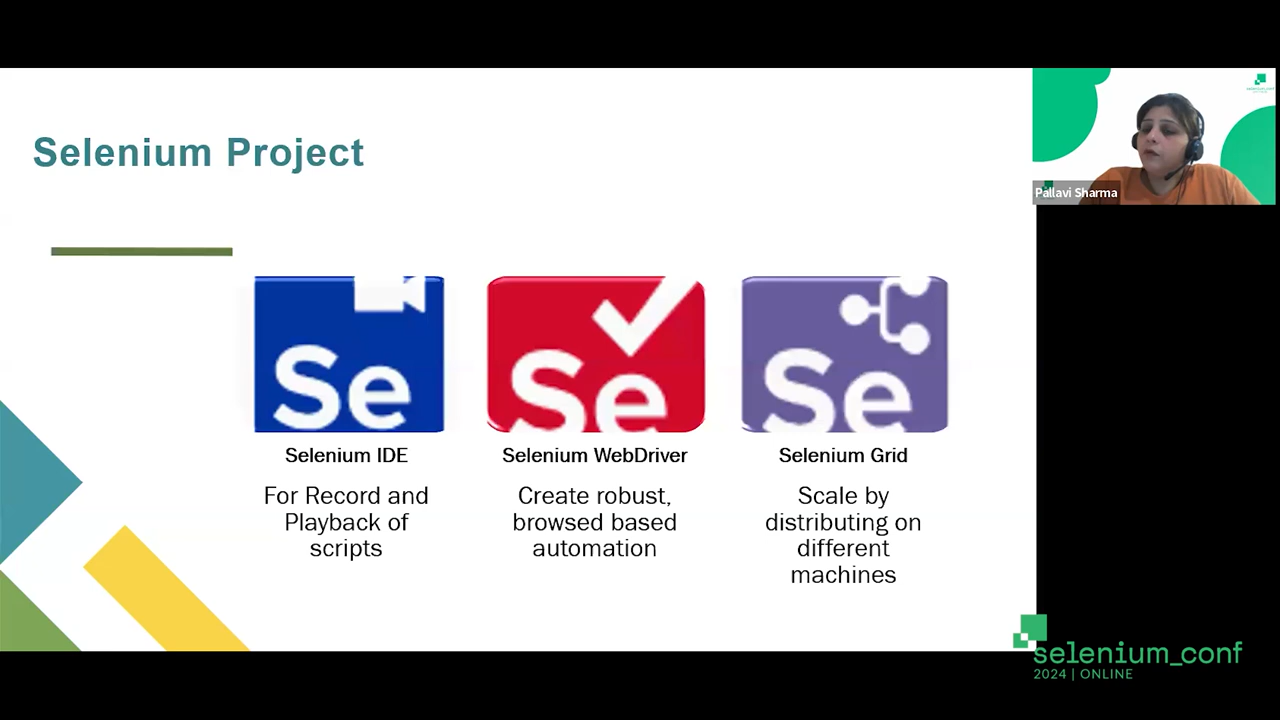 Selenium Project
Se
Se
Se
Selenium IDE
For Record and
Playback of
scripts
Selenium WebDriver
Create robust,
browsed based
automation
Selenium Grid
Scale by
distributing on
different
machines
Pallavi Sharma
selenium_conf
2024 | ONLINE